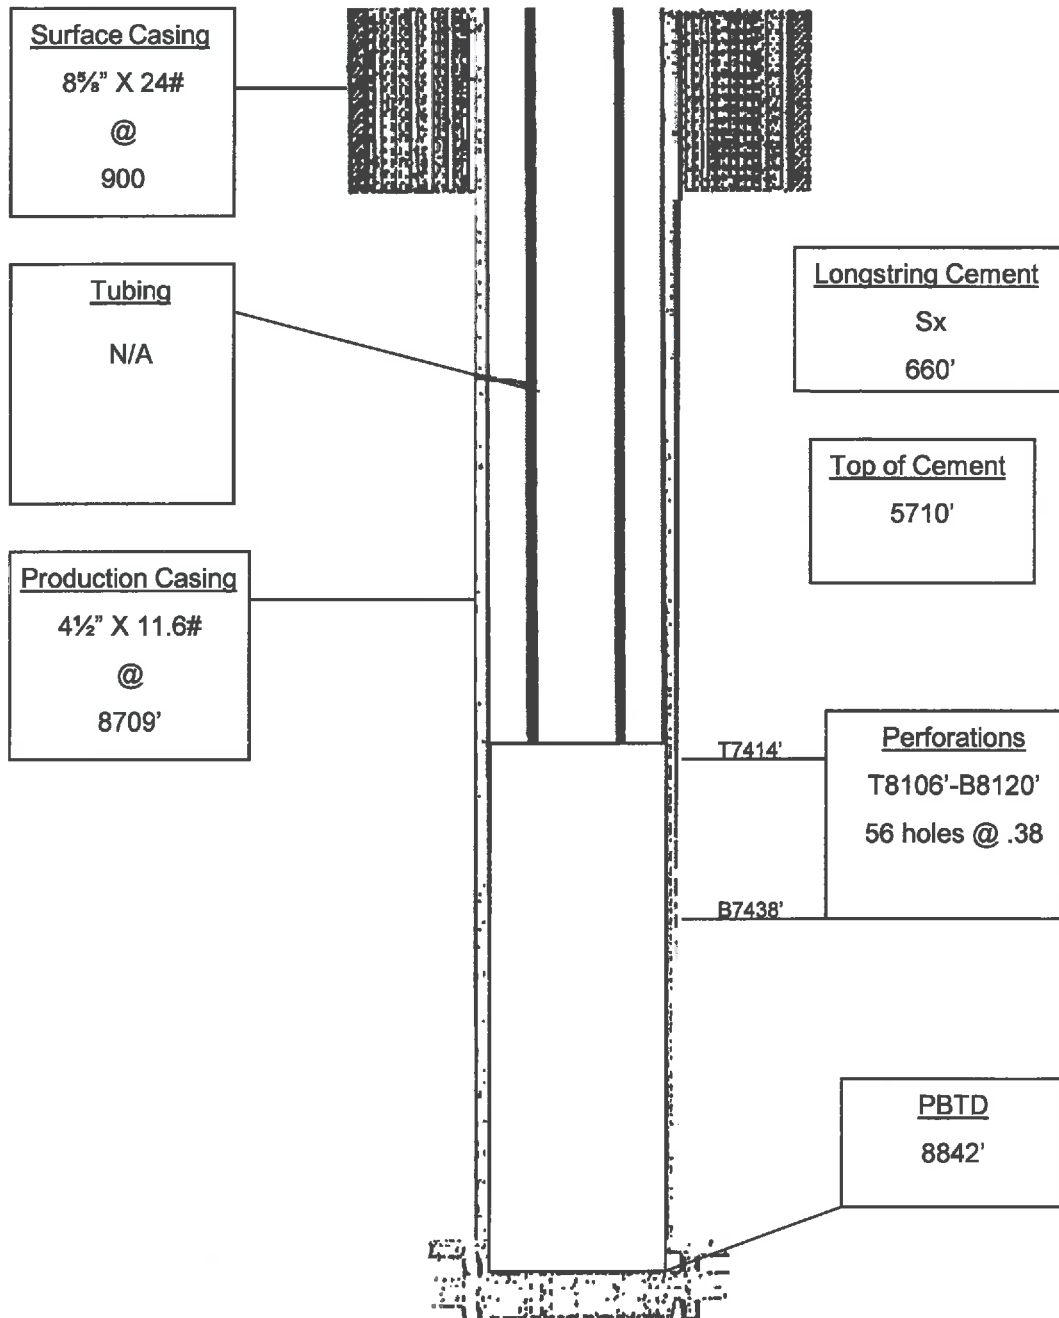 Surface Casing
8⅝" X 24#
@
900
Tubing
N/A
Longstring Cement
Sx
660'
Top of Cement
5710'
Production Casing
4½" X 11.6#
@
8709'
T7414'
Perforations
T8106'-B8120'
56 holes @ .38
B7438'
PBTD
8842'